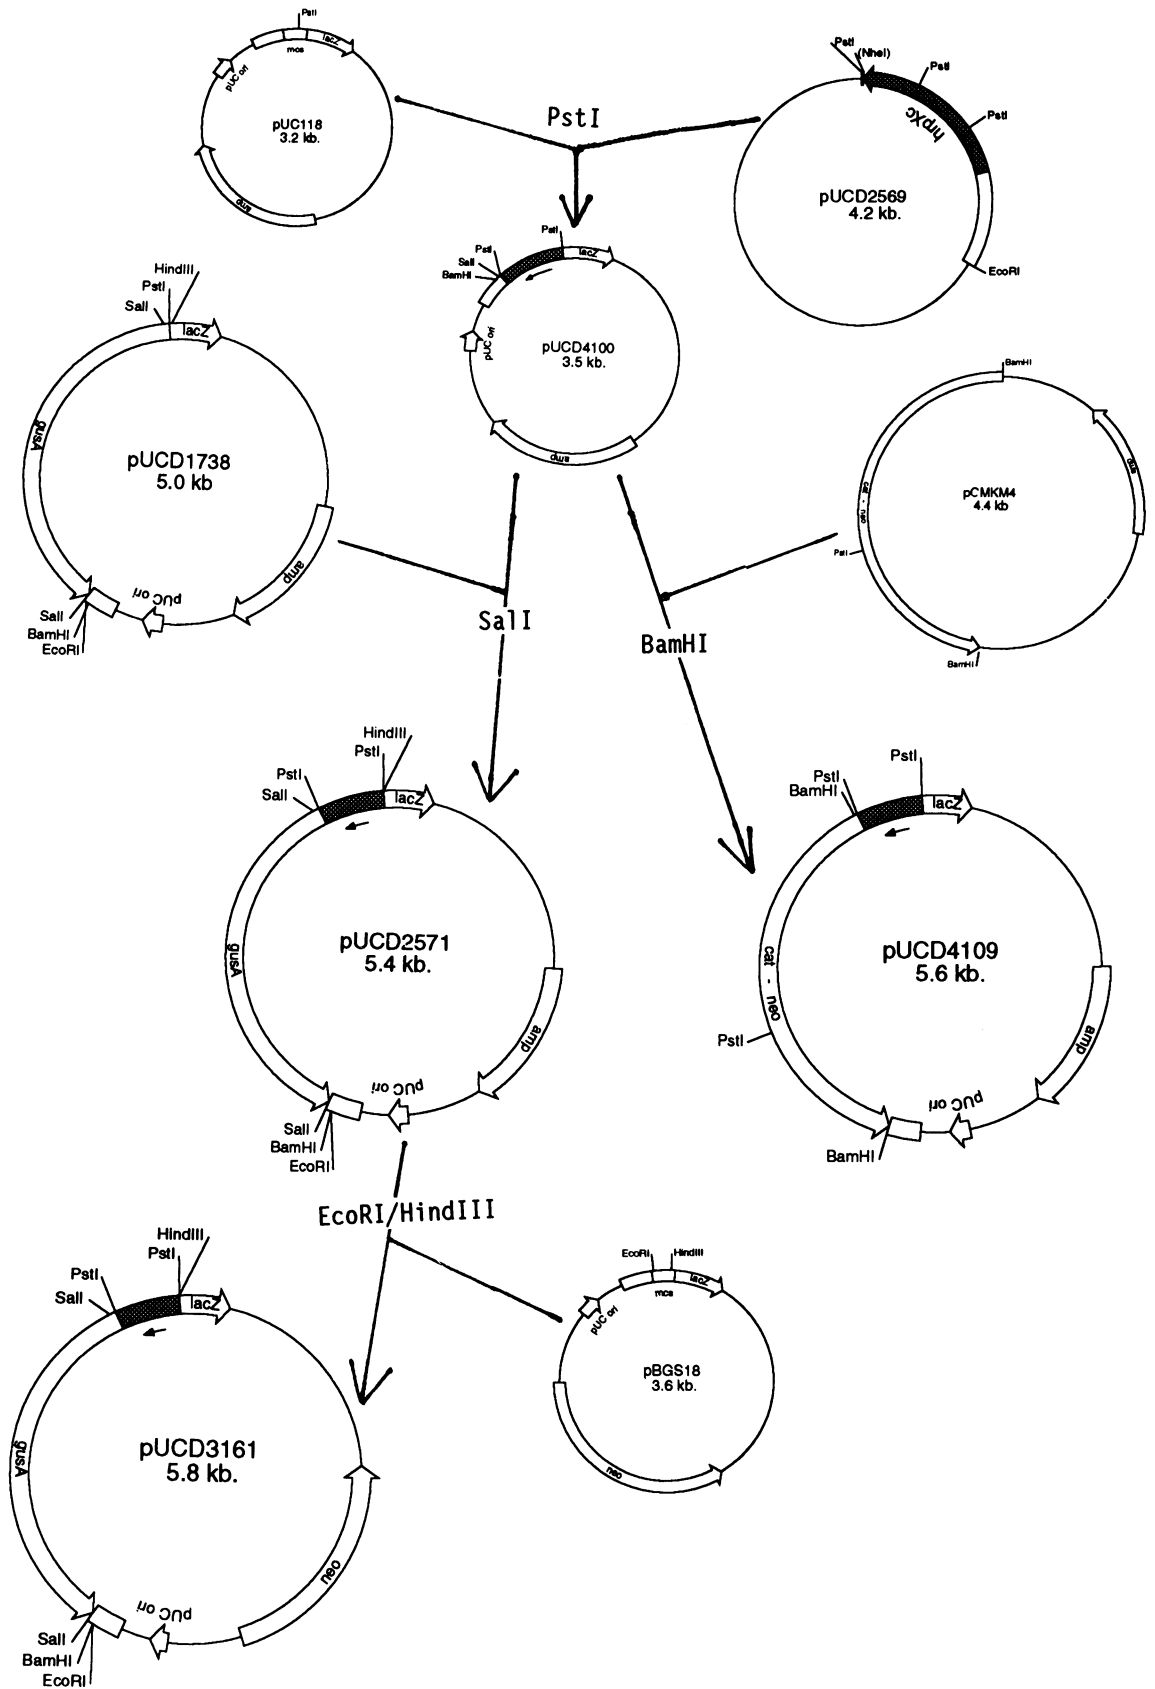 PstI
mcs
lacZ
pUC ori
pUC118
3.2 kb.
amp
PstI
PstI
(NheI)
PstI
PstI
hrpXc
pUCD2569
4.2 kb.
EcoRI
PstI
PstI
SalI
BamHI
lacZ
pUC ori
pUCD4100
3.5 kb.
amp
HindIII
PstI
SalI
lacZ
gusA
pUCD1738
5.0 kb
amp
pUC ori
SalI
BamHI
EcoRI
BamHI
amp
cat - neo
pCMKM4
4.4 kb
PstI
BamHI
SalI
BamHI
HindIII
PstI
PstI
SalI
lacZ
gusA
pUCD2571
5.4 kb.
amp
pUC ori
SalI
BamHI
EcoRI
PstI
PstI
BamHI
lacZ
cat - neo
pUCD4109
5.6 kb.
PstI
amp
pUC ori
BamHI
EcoRI/HindIII
HindIII
PstI
PstI
SalI
lacZ
gusA
pUCD3161
5.8 kb.
neo
pUC ori
SalI
BamHI
EcoRI
EcoRI
HindIII
lacZ
mcs
pUC ori
pBGS18
3.6 kb.
neo